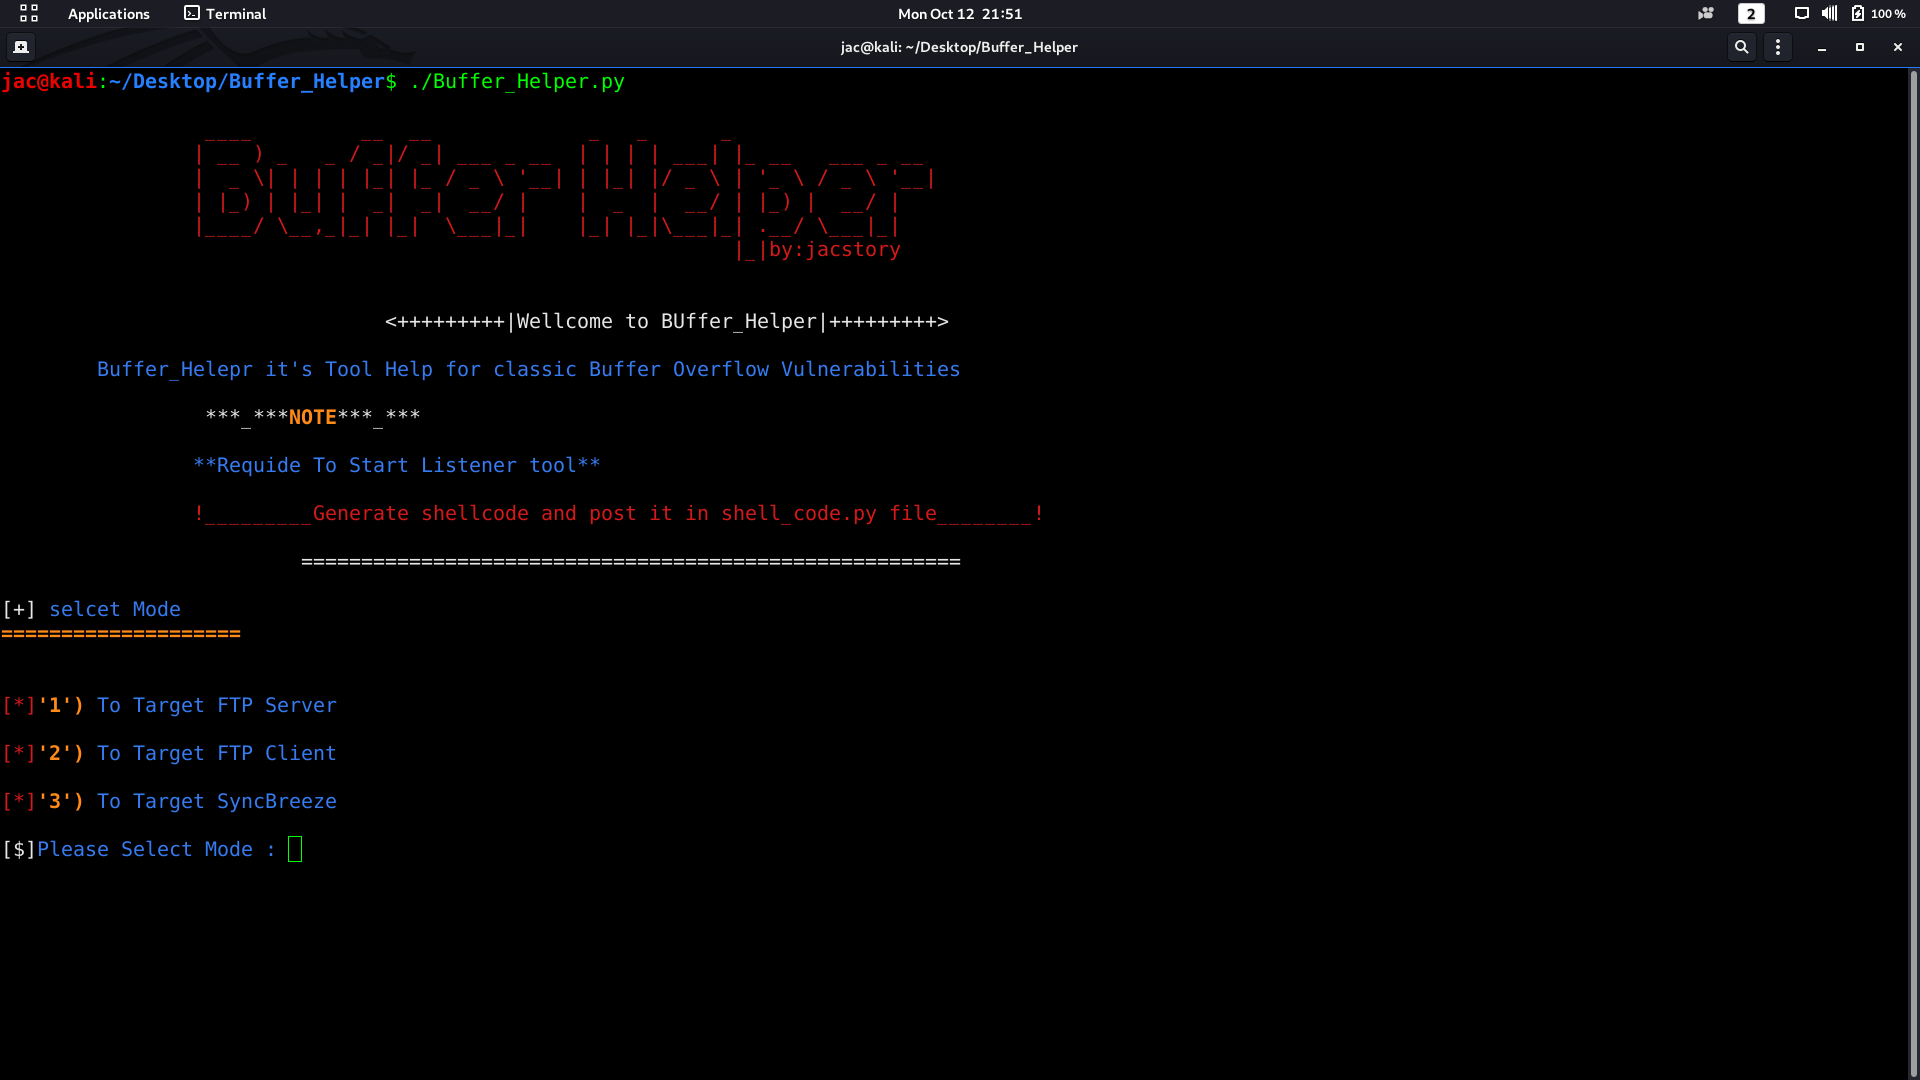 Applications Terminal Mon Oct 12 21:51 2 100 %
jac@kali: ~/Desktop/Buffer_Helper
jac@kali:~/Desktop/Buffer_Helper$ ./Buffer_Helper.py
Buffer Helper
by:jacstory
<+++++++++|Wellcome to BUffer_Helper|+++++++++>
Buffer_Helepr it's Tool Help for classic Buffer Overflow Vulnerabilities
***_***NOTE***_***
**Requide To Start Listener tool**
!_________Generate shellcode and post it in shell_code.py file________!
=======================================================
[+] selcet Mode
====================
[*]'1') To Target FTP Server
[*]'2') To Target FTP Client
[*]'3') To Target SyncBreeze
[$]Please Select Mode :